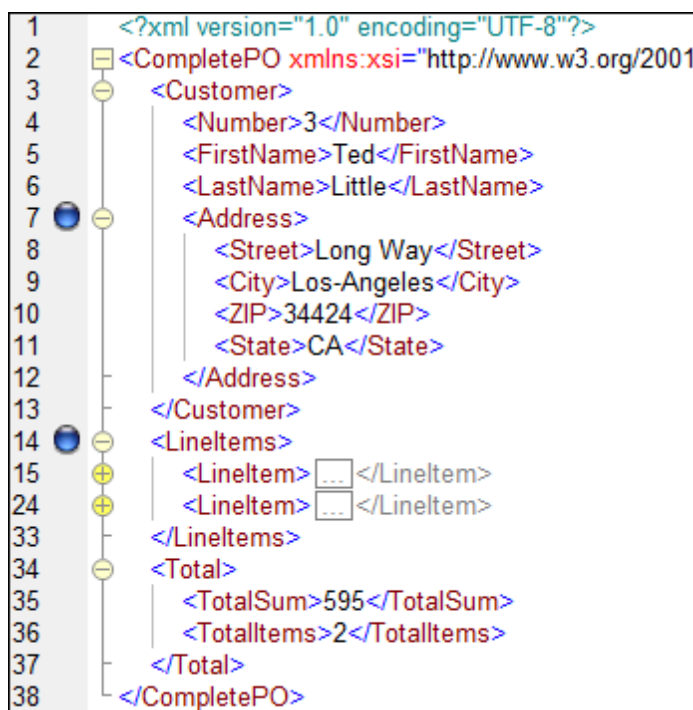 1 <?xml version="1.0" encoding="UTF-8"?>
2 <CompletePO xmlns:xsi="http://www.w3.org/2001
3 <Customer>
4 <Number>3</Number>
5 <FirstName>Ted</FirstName>
6 <LastName>Little</LastName>
7 <Address>
8 <Street>Long Way</Street>
9 <City>Los-Angeles</City>
10 <ZIP>34424</ZIP>
11 <State>CA</State>
12 </Address>
13 </Customer>
14 <LineItems>
15 <LineItem> ... </LineItem>
24 <LineItem> ... </LineItem>
33 </LineItems>
34 <Total>
35 <TotalSum>595</TotalSum>
36 <TotalItems>2</TotalItems>
37 </Total>
38 </CompletePO>